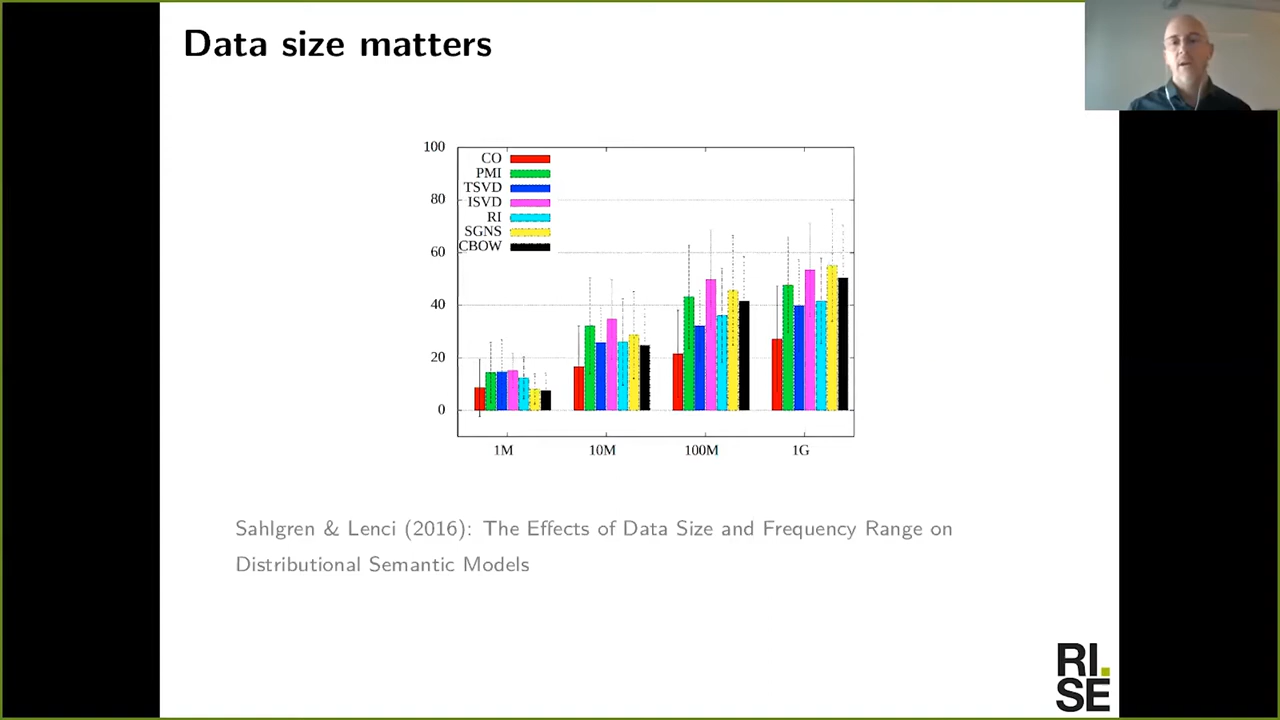 Data size matters
100
CO
PMI
TSVD
80
ISVD
RI
SGNS
60
CBOW
40
20
0
1M 10M 100M 1G
Sahlgren & Lenci (2016): The Effects of Data Size and Frequency Range on
Distributional Semantic Models
RI.
SE